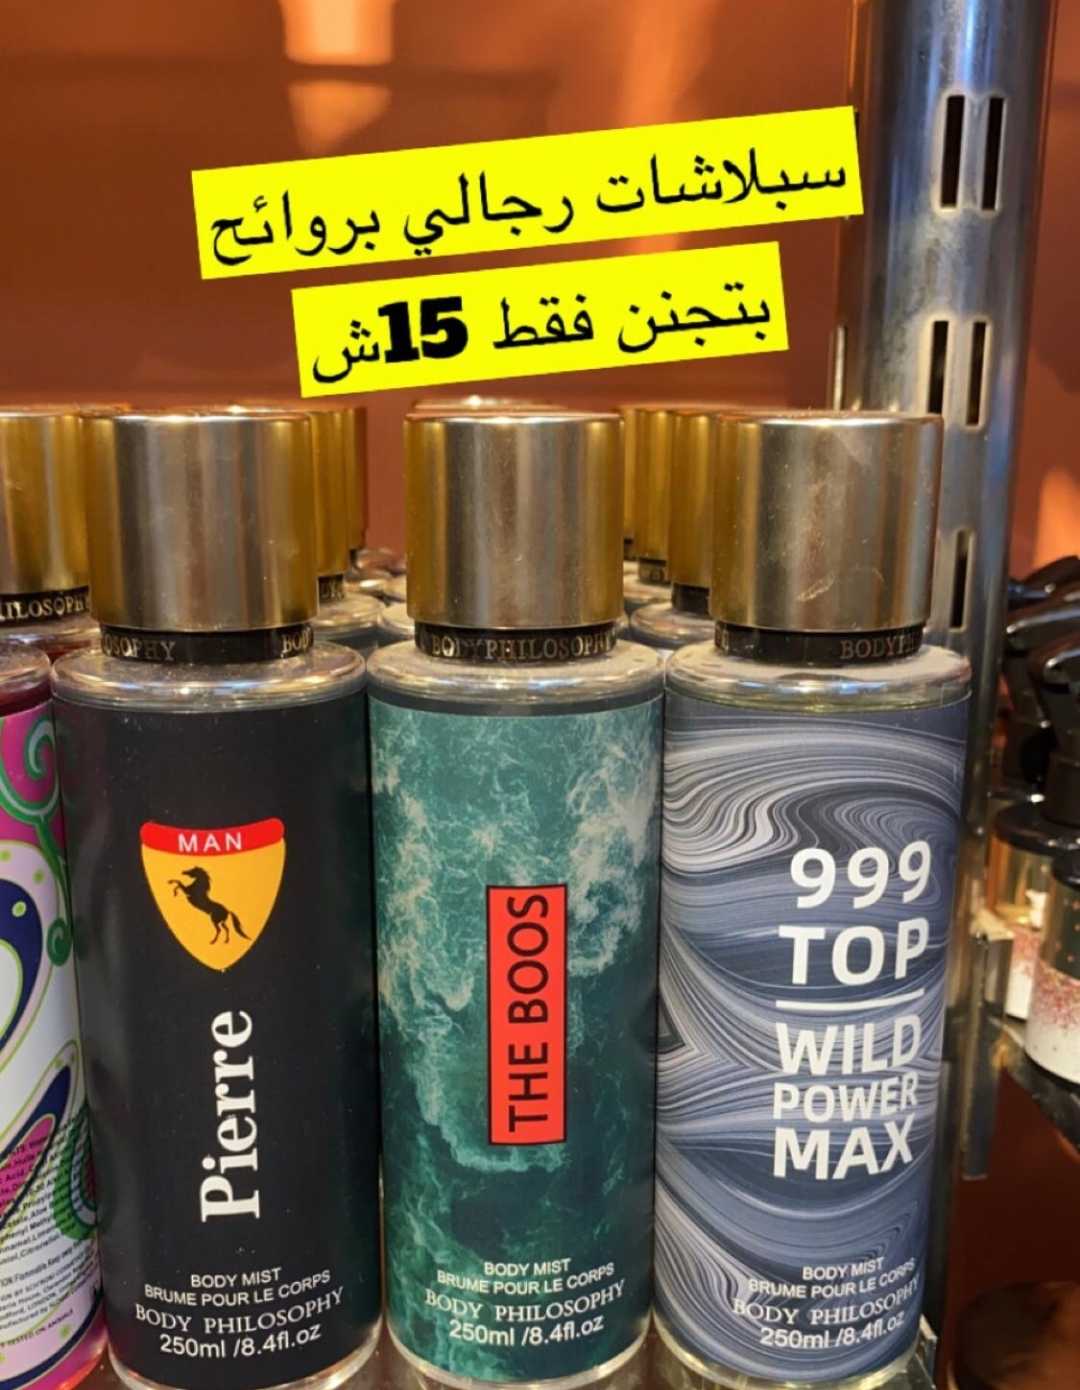 سبلاشات رجالي بروائح
بتجنن فقط 15ش
BODYPHILOSOPHY
MAN
Pierre
BODY MIST
BRUME POUR LE CORPS
BODY PHILOSOPHY
250ml /8.4fl.oz
THE BOOS
BODY MIST
BRUME POUR LE CORPS
BODY PHILOSOPHY
250ml /8.4fl.oz
999
TOP
WILD
POWER
MAX
BODY MIST
BRUME POUR LE CORPS
BODY PHILOSOPHY
250ml /8.4fl.oz